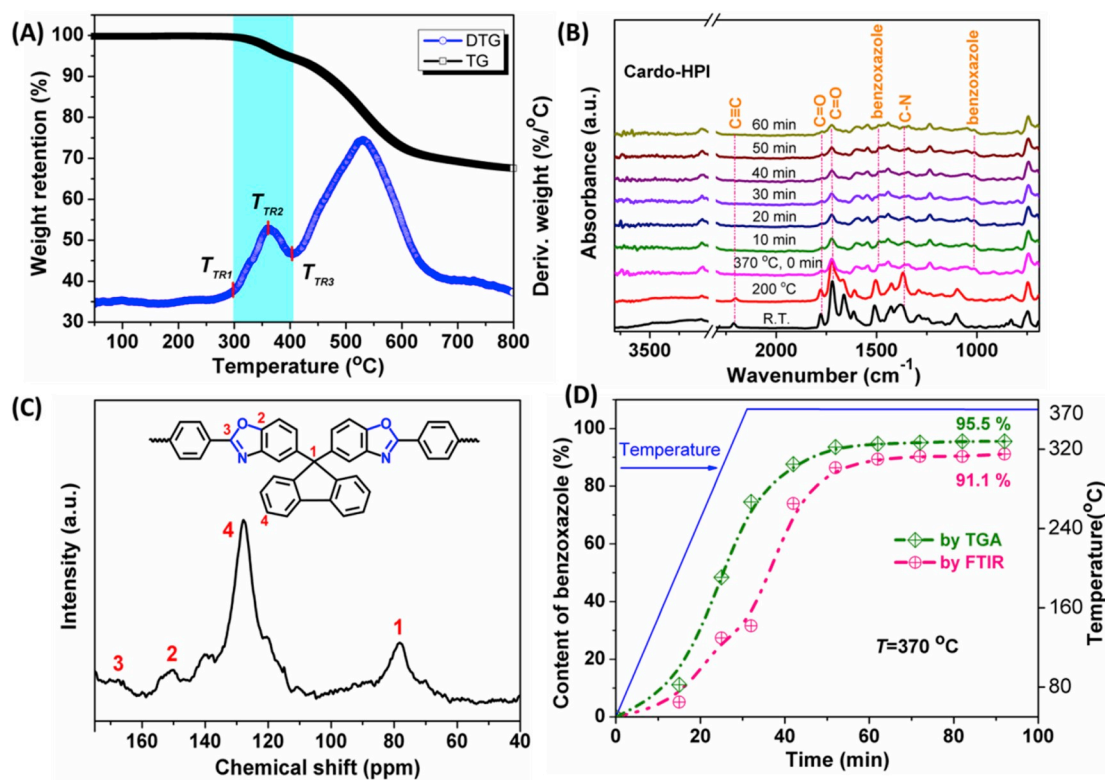 (A)
100
90
80
70
60
50
40
30
Weight retention (%)
DTG
TG
T_TR1
T_TR2
T_TR3
Deriv. weight (%/°C)
100 200 300 400 500 600 700 800
Temperature (°C)
(B)
Cardo-HPI
C≡C
C=O
C=O
benzoxazole
C-N
benzoxazole
60 min
50 min
40 min
30 min
20 min
10 min
370 °C, 0 min
200 °C
R.T.
Absorbance (a.u.)
3500 2000 1500 1000
Wavenumber (cm⁻¹)
(C)
O
2
3
N
1
O
N
4
4
3
2
1
Intensity (a.u.)
160 140 120 100 80 60 40
Chemical shift (ppm)
(D)
100
80
60
40
20
0
Content of benzoxazole (%)
Temperature
95.5 %
91.1 %
by TGA
by FTIR
T=370 °C
370
320
240
160
80
Temperature(°C)
0 20 40 60 80 100
Time (min)